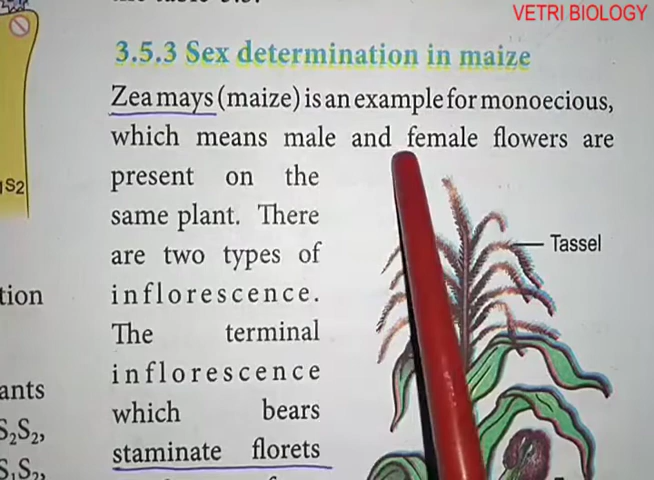 VETRI BIOLOGY
3.5.3 Sex determination in maize
Zea mays (maize) is an example for monoecious,
which means male and female flowers are
present on the
same plant. There
are two types of
inflorescence.
The terminal
inflorescence
which bears
staminate florets
Tassel
S2
tion
ants
S₂S₂,
S₁S₂,